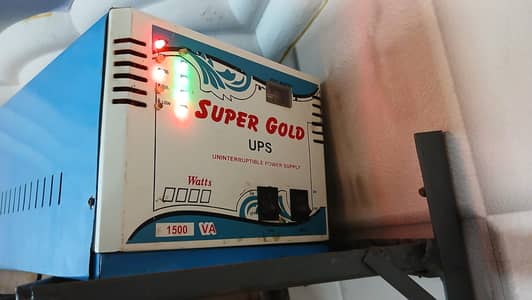 SUPER GOLD
UPS
UNINTERRUPTIBLE POWER SUPPLY
Watts
1500 VA